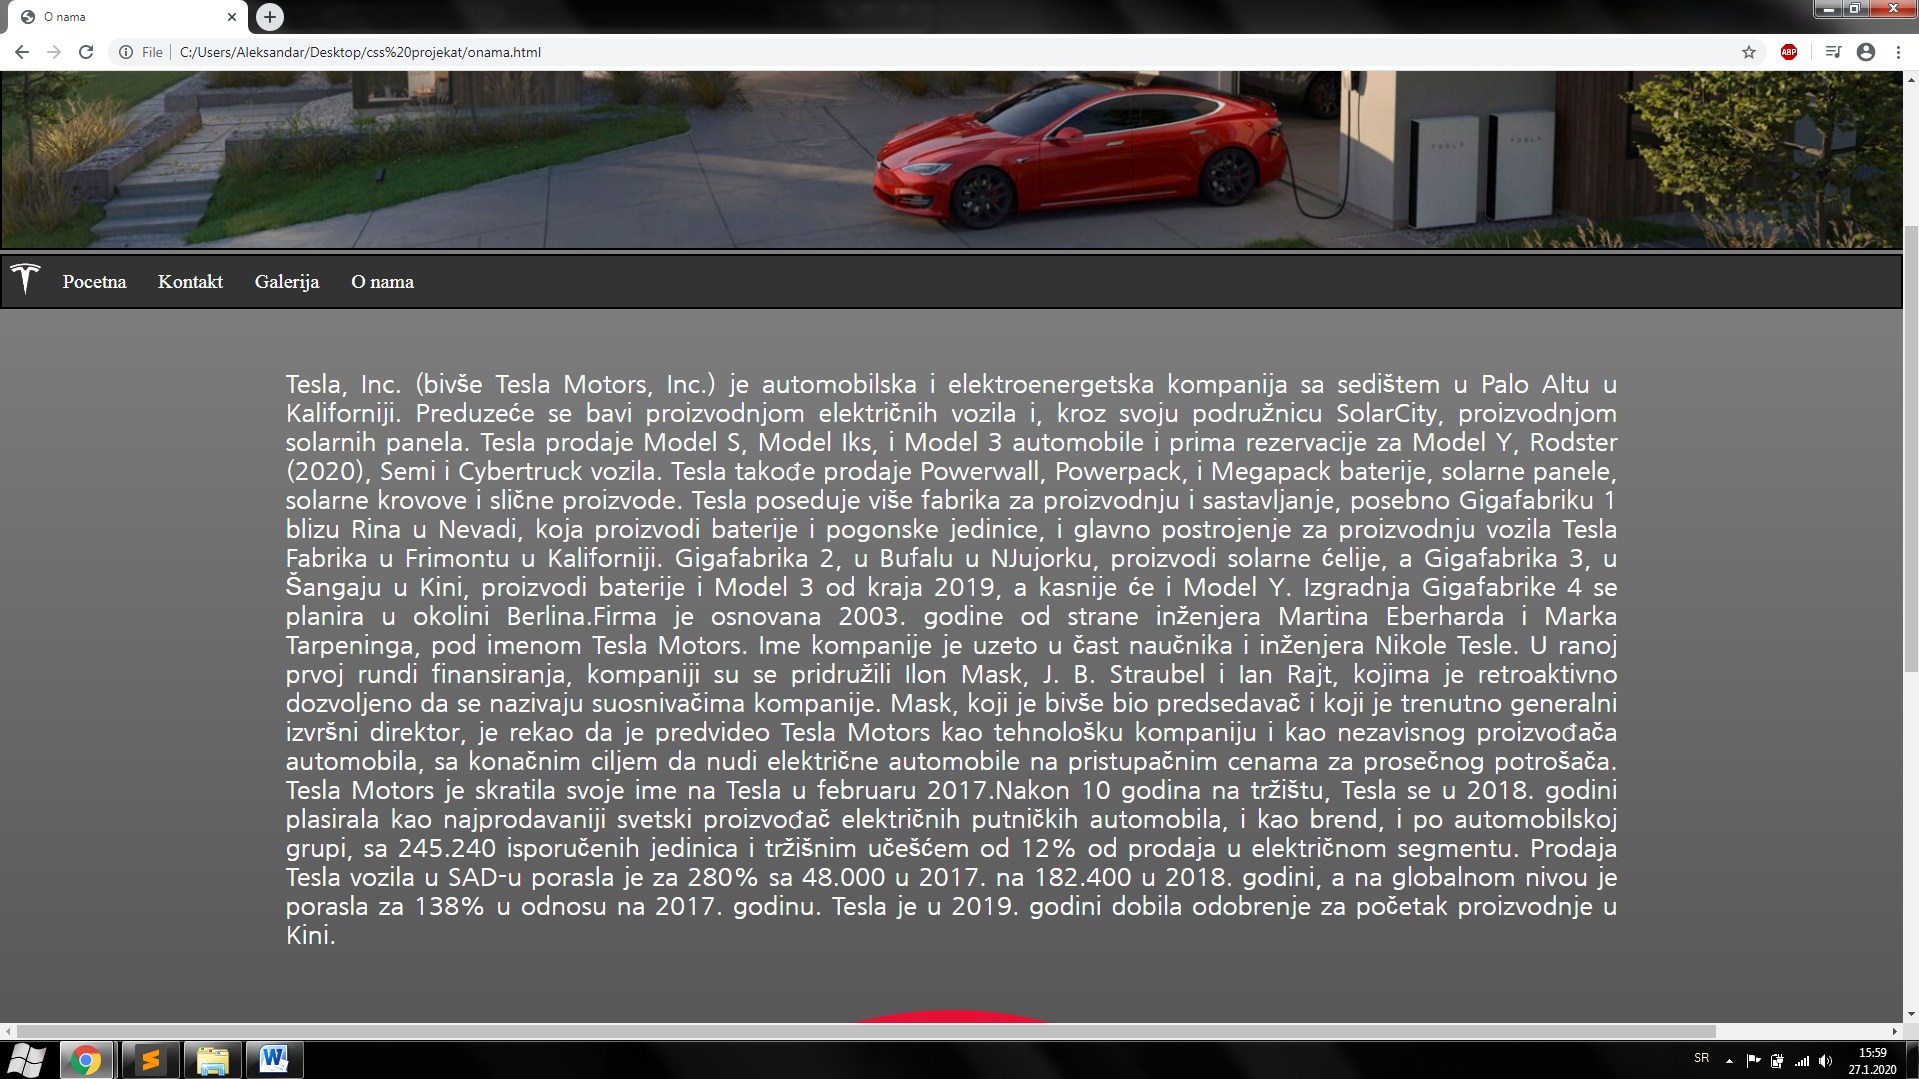 O nama
File
C:/Users/Aleksandar/Desktop/css%20projekat/onama.html
ABP
TESLA TESLA
Pocetna Kontakt Galerija O nama
Tesla, Inc. (bivše Tesla Motors, Inc.) je automobilska i elektroenergetska kompanija sa sedištem u Palo Altu u
Kaliforniji. Preduzeće se bavi proizvodnjom električnih vozila i, kroz svoju podružnicu SolarCity, proizvodnjom
solarnih panela. Tesla prodaje Model S, Model Iks, i Model 3 automobile i prima rezervacije za Model Y, Rodster
(2020), Semi i Cybertruck vozila. Tesla takođe prodaje Powerwall, Powerpack, i Megapack baterije, solarne panele,
solarne krovove i slične proizvode. Tesla poseduje više fabrika za proizvodnju i sastavljanje, posebno Gigafabriku 1
blizu Rina u Nevadi, koja proizvodi baterije i pogonske jedinice, i glavno postrojenje za proizvodnju vozila Tesla
Fabrika u Frimontu u Kaliforniji. Gigafabrika 2, u Bufalu u NJujorku, proizvodi solarne ćelije, a Gigafabrika 3, u
Šangaju u Kini, proizvodi baterije i Model 3 od kraja 2019, a kasnije će i Model Y. Izgradnja Gigafabrike 4 se
planira u okolini Berlina.Firma je osnovana 2003. godine od strane inženjera Martina Eberharda i Marka
Tarpeninga, pod imenom Tesla Motors. Ime kompanije je uzeto u čast naučnika i inženjera Nikole Tesle. U ranoj
prvoj rundi finansiranja, kompaniji su se pridružili Ilon Mask, J. B. Straubel i Ian Rajt, kojima je retroaktivno
dozvoljeno da se nazivaju suosnivačima kompanije. Mask, koji je bivše bio predsedavač i koji je trenutno generalni
izvršni direktor, je rekao da je predvideo Tesla Motors kao tehnološku kompaniju i kao nezavisnog proizvođača
automobila, sa konačnim ciljem da nudi električne automobile na pristupačnim cenama za prosečnog potrošača.
Tesla Motors je skratila svoje ime na Tesla u februaru 2017.Nakon 10 godina na tržištu, Tesla se u 2018. godini
plasirala kao najprodavaniji svetski proizvođač električnih putničkih automobila, i kao brend, i po automobilskoj
grupi, sa 245.240 isporučenih jedinica i tržišnim učešćem od 12% od prodaja u električnom segmentu. Prodaja
Tesla vozila u SAD-u porasla je za 280% sa 48.000 u 2017. na 182.400 u 2018. godini, a na globalnom nivou je
porasla za 138% u odnosu na 2017. godinu. Tesla je u 2019. godini dobila odobrenje za početak proizvodnje u
Kini.
SR
15:59
27.1.2020